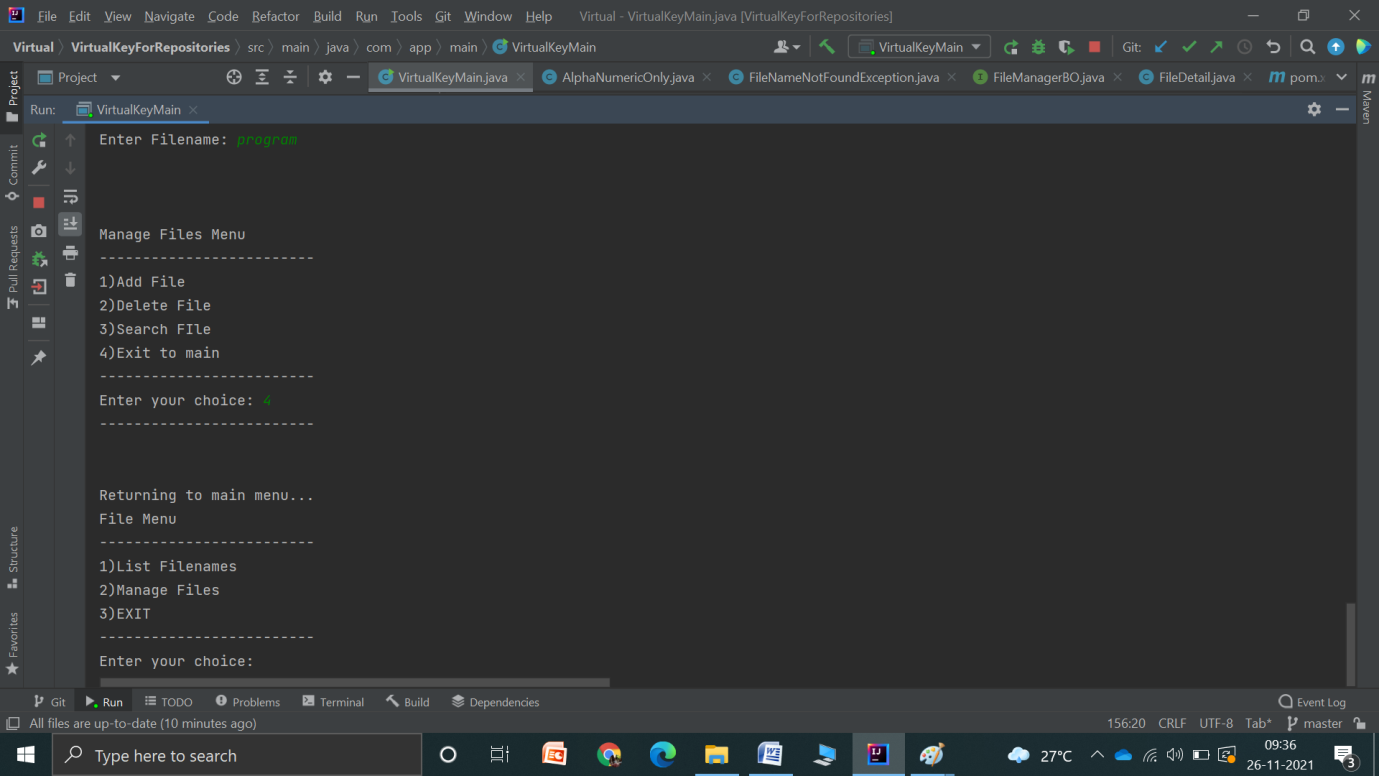 File Edit View Navigate Code Refactor Build Run Tools Git Window Help Virtual - VirtualKeyMain.java [VirtualKeyForRepositories]
Virtual VirtualKeyForRepositories src main java com app main VirtualKeyMain VirtualKeyMain Git:
Project VirtualKeyMain.java AlphaNumericOnly.java FileNameNotFoundException.java FileManagerBO.java FileDetail.java pom.x
Run: VirtualKeyMain
Project
Commit
Pull Requests
Structure
Favorites
Maven
Enter Filename: program
Manage Files Menu
-------------------------
1)Add File
2)Delete File
3)Search FIle
4)Exit to main
-------------------------
Enter your choice: 4
-------------------------
Returning to main menu...
File Menu
-------------------------
1)List Filenames
2)Manage Files
3)EXIT
-------------------------
Enter your choice:
Git Run TODO Problems Terminal Build Dependencies Event Log
All files are up-to-date (10 minutes ago) 156:20 CRLF UTF-8 Tab* master
Type here to search 27°C 09:36
26-11-2021 3